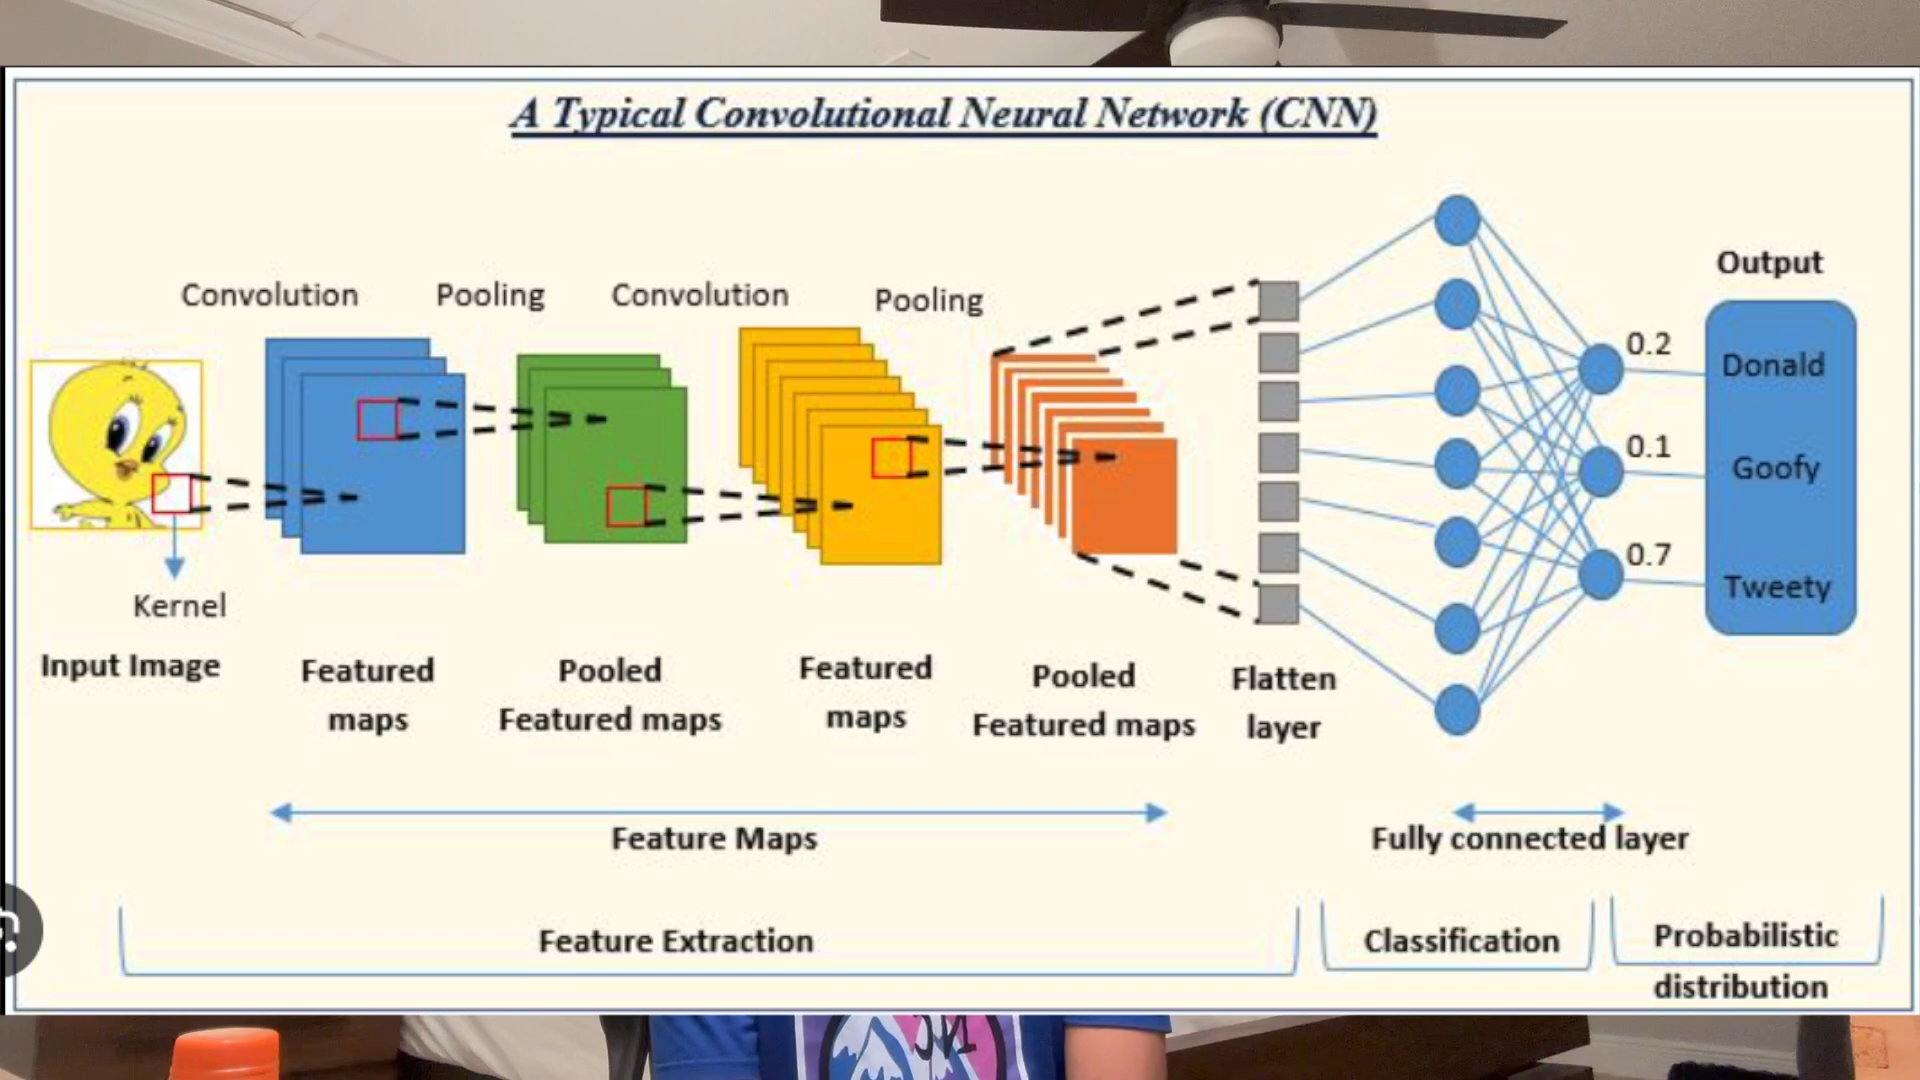 A Typical Convolutional Neural Network (CNN)
Convolution
Pooling
Convolution
Pooling
Output
0.2
Donald
0.1
Goofy
0.7
Tweety
Kernel
Input Image
Featured
maps
Pooled
Featured maps
Featured
maps
Pooled
Featured maps
Flatten
layer
Feature Maps
Fully connected layer
Feature Extraction
Classification
Probabilistic
distribution